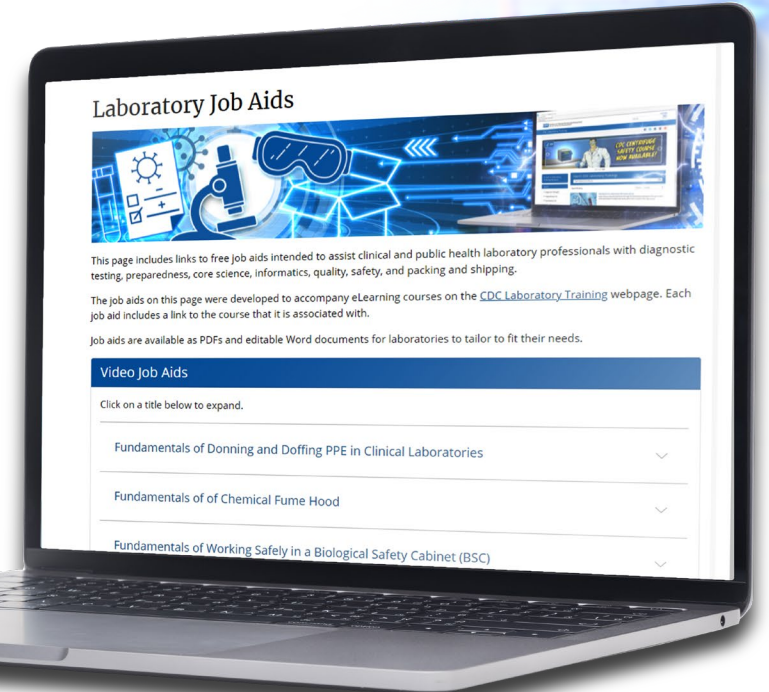 Laboratory Job Aids
CDC CENTRIFUGE
SAFETY COURSE
NOW AVAILABLE!
This page includes links to free job aids intended to assist clinical and public health laboratory professionals with diagnostic
testing, preparedness, core science, informatics, quality, safety, and packing and shipping.
The job aids on this page were developed to accompany eLearning courses on the CDC Laboratory Training webpage. Each
job aid includes a link to the course that it is associated with.
Job aids are available as PDFs and editable Word documents for laboratories to tailor to fit their needs.
Video Job Aids
Click on a title below to expand.
Fundamentals of Donning and Doffing PPE in Clinical Laboratories
Fundamentals of of Chemical Fume Hood
Fundamentals of Working Safely in a Biological Safety Cabinet (BSC)